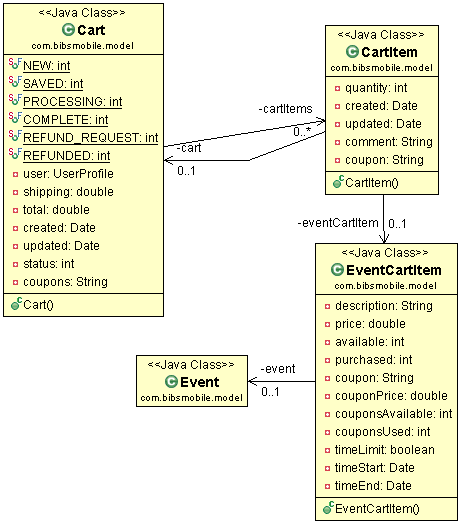 <<Java Class>>
Cart
com.bibsmobile.model
NEW: int
SAVED: int
PROCESSING: int
COMPLETE: int
REFUND_REQUEST: int
REFUNDED: int
user: UserProfile
shipping: double
total: double
created: Date
updated: Date
status: int
coupons: String
Cart()
-cartItems
0..*
-cart
0..1
<<Java Class>>
CartItem
com.bibsmobile.model
quantity: int
created: Date
updated: Date
comment: String
coupon: String
CartItem()
-eventCartItem
0..1
<<Java Class>>
EventCartItem
com.bibsmobile.model
description: String
price: double
available: int
purchased: int
coupon: String
couponPrice: double
couponsAvailable: int
couponsUsed: int
timeLimit: boolean
timeStart: Date
timeEnd: Date
EventCartItem()
-event
0..1
<<Java Class>>
Event
com.bibsmobile.model